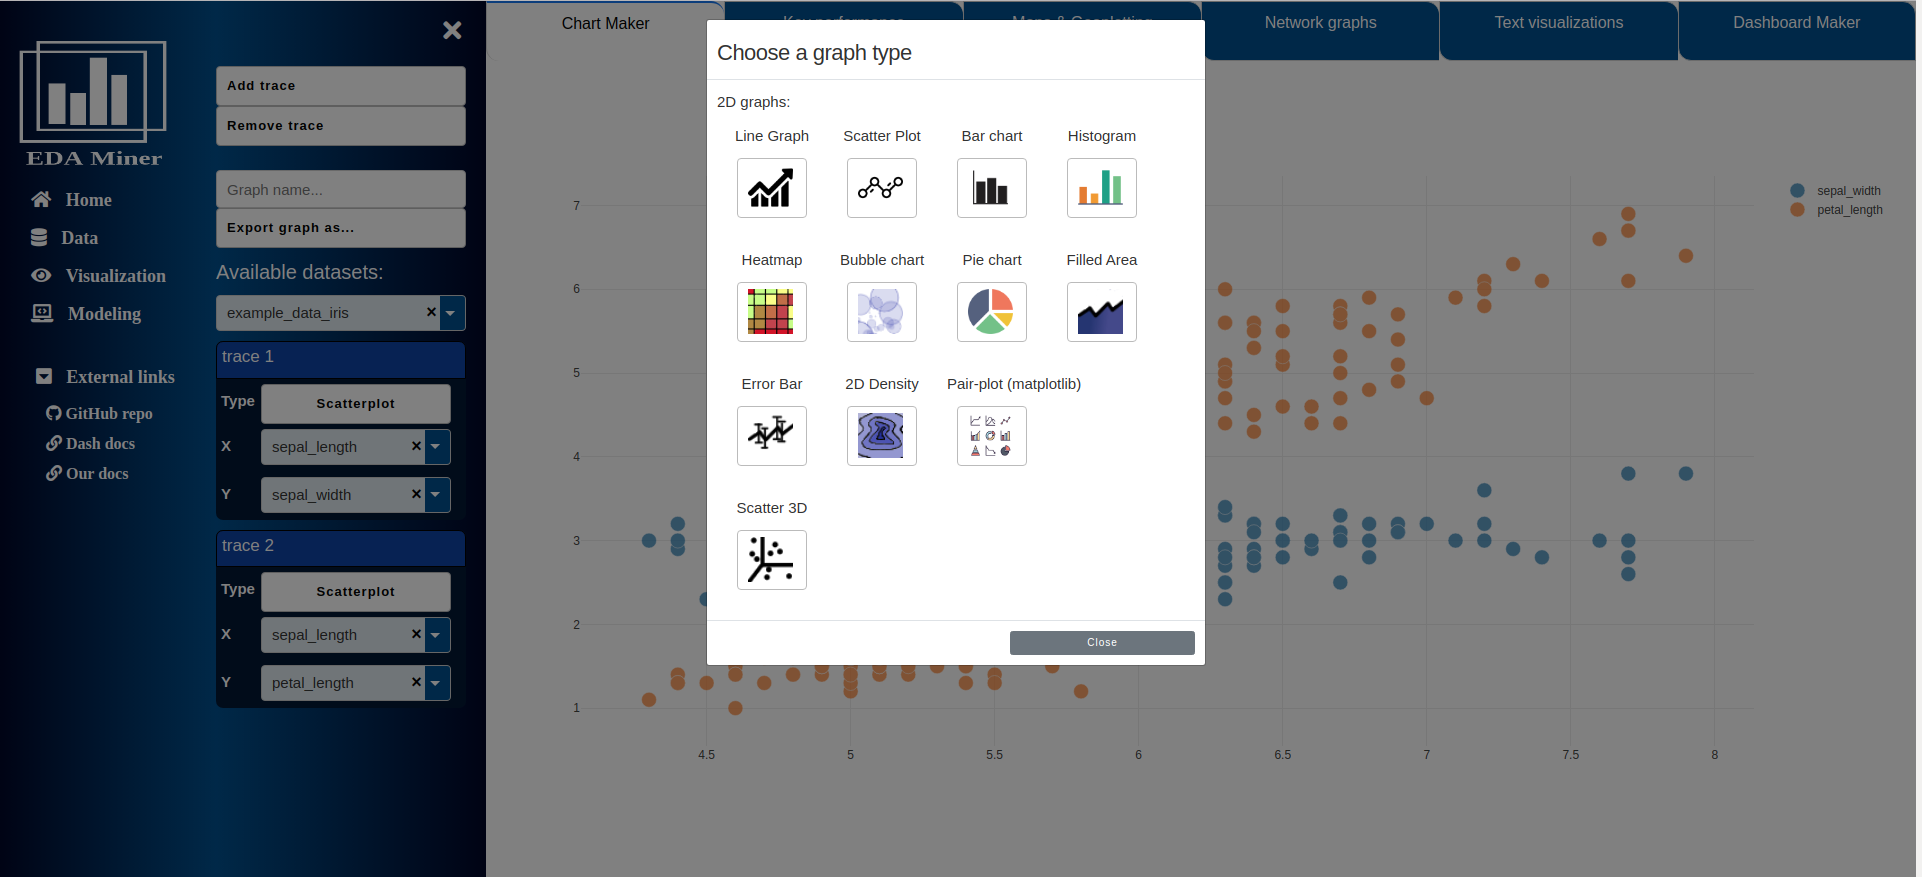 EDA Miner
Home
Data
Visualization
Modeling
External links
GitHub repo
Dash docs
Our docs
Add trace
Remove trace
Graph name...
Export graph as...
Available datasets:
example_data_iris
trace 1
Type Scatterplot
X sepal_length
Y sepal_width
trace 2
Type Scatterplot
X sepal_length
Y petal_length
Chart Maker
Network graphs
Text visualizations
Dashboard Maker
Choose a graph type
2D graphs:
Line Graph Scatter Plot Bar chart Histogram
Heatmap Bubble chart Pie chart Filled Area
Error Bar 2D Density Pair-plot (matplotlib)
Scatter 3D
Close
sepal_width
petal_length
7
6
5
4
3
2
1
4.5 5 5.5 6 6.5 7 7.5 8